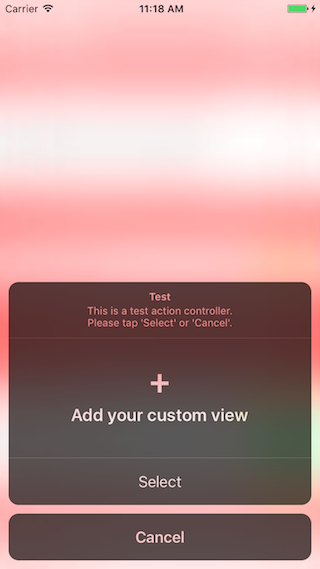 Carrier 11:18 AM
Test
This is a test action controller.
Please tap 'Select' or 'Cancel'.
+
Add your custom view
Select
Cancel